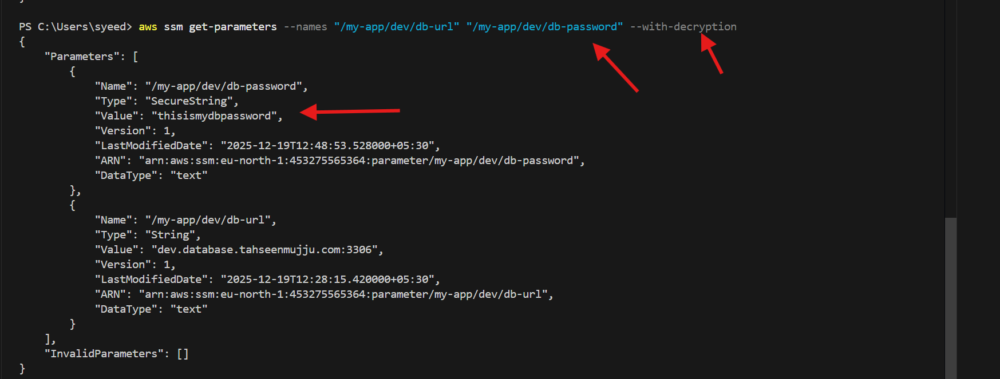 }
PS C:\Users\syeed> aws ssm get-parameters --names "/my-app/dev/db-url" "/my-app/dev/db-password" --with-decryption
{
    "Parameters": [
        {
            "Name": "/my-app/dev/db-password",
            "Type": "SecureString",
            "Value": "thisismydbpassword",
            "Version": 1,
            "LastModifiedDate": "2025-12-19T12:48:53.528000+05:30",
            "ARN": "arn:aws:ssm:eu-north-1:453275565364:parameter/my-app/dev/db-password",
            "DataType": "text"
        },
        {
            "Name": "/my-app/dev/db-url",
            "Type": "String",
            "Value": "dev.database.tahseenmujju.com:3306",
            "Version": 1,
            "LastModifiedDate": "2025-12-19T12:28:15.420000+05:30",
            "ARN": "arn:aws:ssm:eu-north-1:453275565364:parameter/my-app/dev/db-url",
            "DataType": "text"
        }
    ],
    "InvalidParameters": []
}